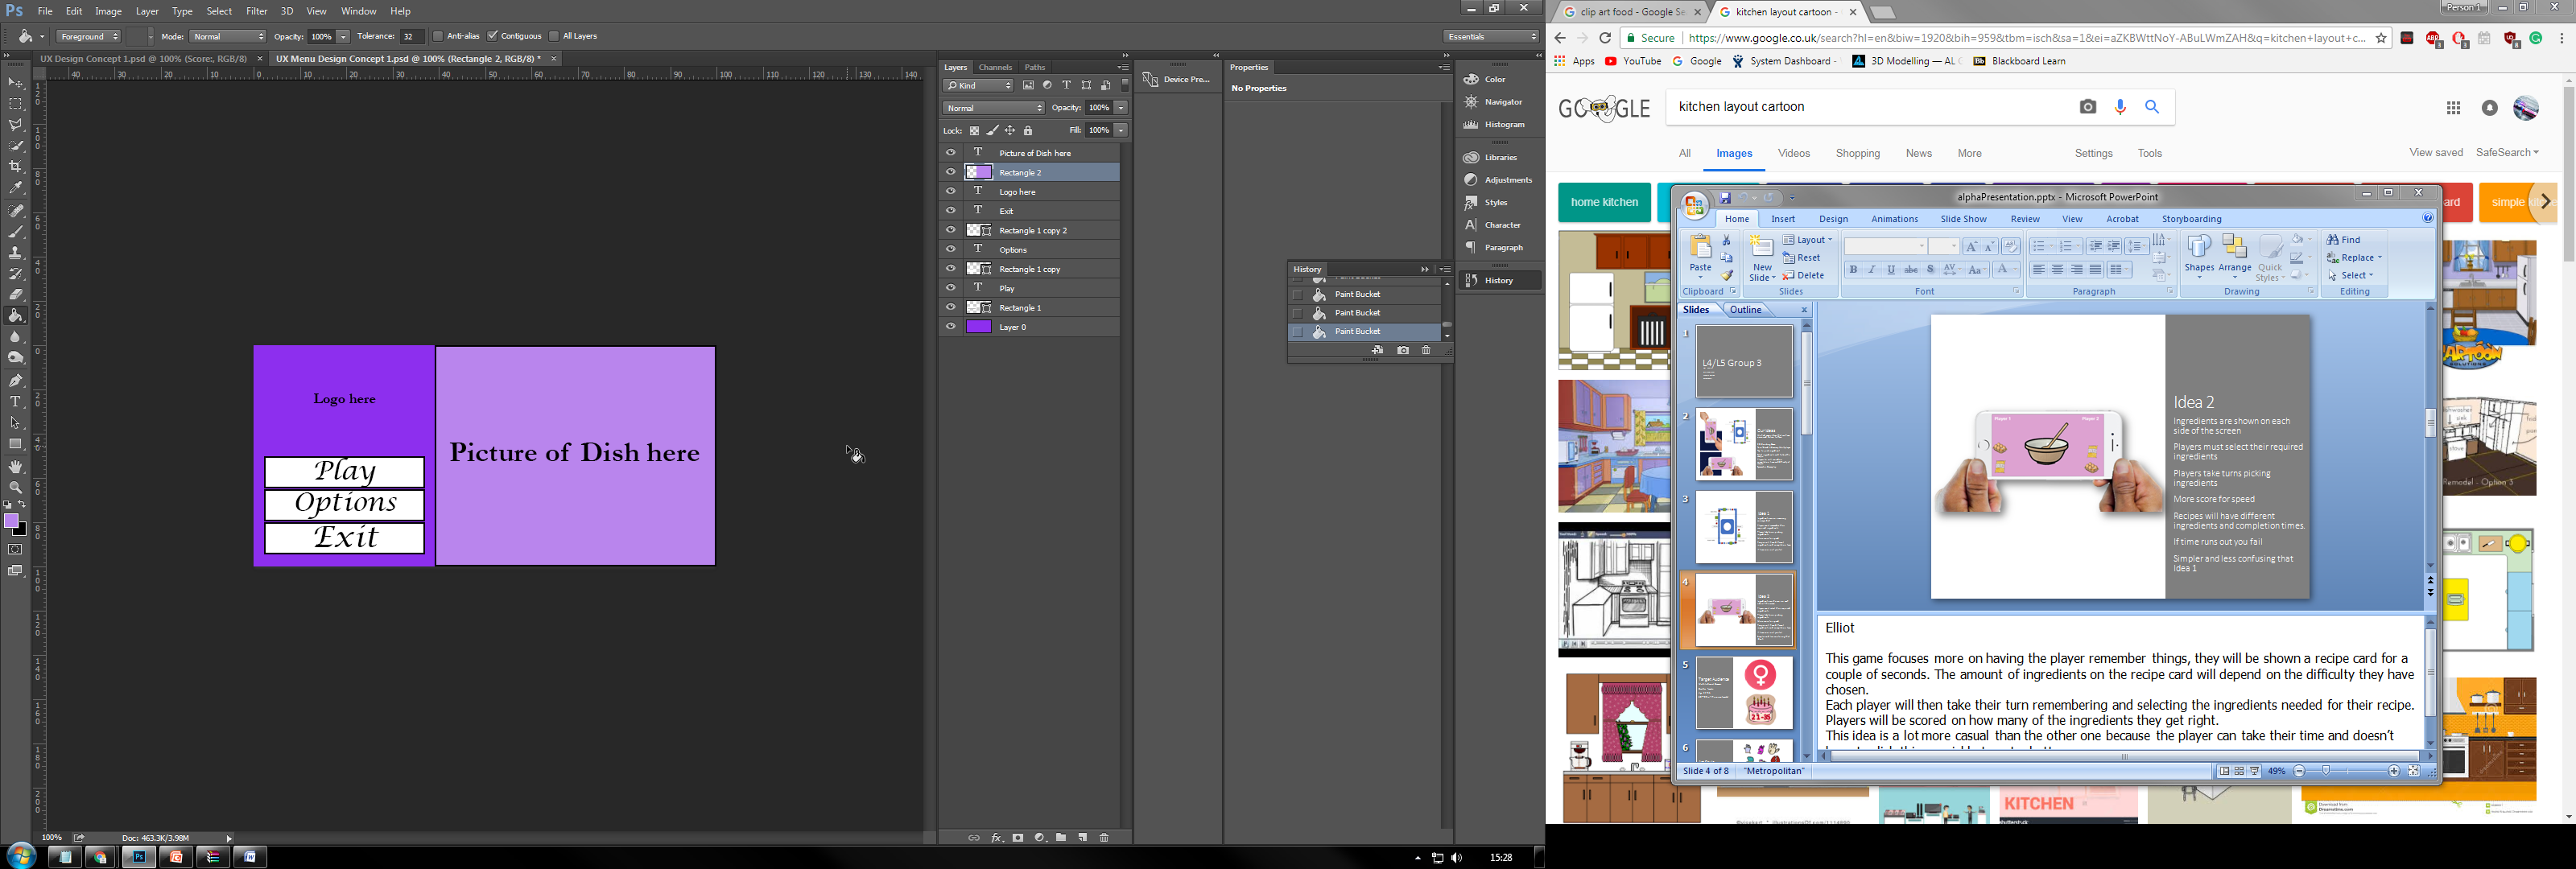 Ps File Edit Image Layer Type Select Filter 3D View Window Help
Foreground Mode: Normal Opacity: 100% Tolerance: 32 Anti-alias Contiguous All Layers Essentials
UX Design Concept 1.psd @ 100% (Score:, RGB/8) × UX Menu Design Concept 1.psd @ 100% (Rectangle 2, RGB/8) * ×
Logo here
Play
Options
Exit
Picture of Dish here
100% Doc: 463.3K/3.98M
Layers Channels Paths
Kind
Normal Opacity: 100%
Lock: Fill: 100%
Picture of Dish here
Rectangle 2
Logo here
Exit
Rectangle 1 copy 2
Options
Rectangle 1 copy
Play
Rectangle 1
Layer 0
Device Pre...
Properties
No Properties
History
Paint Bucket
Paint Bucket
Paint Bucket
Color
Navigator
Histogram
Libraries
Adjustments
Styles
Character
Paragraph
History
15:28
clip art food - Google Se
kitchen layout cartoon -
Person 1
Secure https://www.google.co.uk/search?hl=en&biw=1920&bih=959&tbm=isch&sa=1&ei=aZKBWttNoY-ABuLWmZAH&q=kitchen+layout+c...
Apps YouTube Google System Dashboard - 3D Modelling — AL Blackboard Learn
kitchen layout cartoon
All Images Videos Shopping News More Settings Tools View saved SafeSearch
home kitchen
alphaPresentation.pptx - Microsoft PowerPoint
Home Insert Design Animations Slide Show Review View Acrobat Storyboarding
Paste
New Slide
Layout
Reset
Delete
Shapes Arrange Quick Styles
Find
Replace
Select
Clipboard Slides Font Paragraph Drawing Editing
Slides Outline
1
L4/L5 Group 3
2
3
4
5
Target Audience
21-35
6
Player 1
Player 2
Idea 2
Ingredients are shown on each
side of the screen
Players must select their required
ingredients
Players take turns picking
ingredients
More score for speed
Recipes will have different
ingredients and completion times.
If time runs out you fail
Simpler and less confusing that
Idea 1
Elliot
This game focuses more on having the player remember things, they will be shown a recipe card for a
couple of seconds. The amount of ingredients on the recipe card will depend on the difficulty they have
chosen.
Each player will then take their turn remembering and selecting the ingredients needed for their recipe.
Players will be scored on how many of the ingredients they get right.
This idea is a lot more casual than the other one because the player can take their time and doesn't
Slide 4 of 8 "Metropolitan" 49%
CARTOON
Remodel - Option 3
KITCHEN